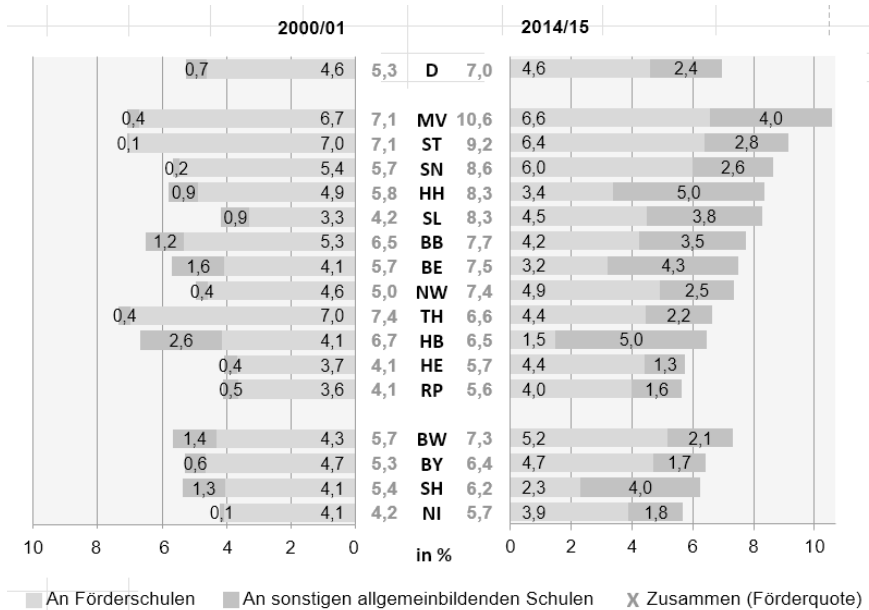 2000/01 2014/15
0,7 4,6 5,3 D 7,0 4,6 2,4
0,4 6,7 7,1 MV 10,6 6,6 4,0
0,1 7,0 7,1 ST 9,2 6,4 2,8
0,2 5,4 5,7 SN 8,6 6,0 2,6
0,9 4,9 5,8 HH 8,3 3,4 5,0
0,9 3,3 4,2 SL 8,3 4,5 3,8
1,2 5,3 6,5 BB 7,7 4,2 3,5
1,6 4,1 5,7 BE 7,5 3,2 4,3
0,4 4,6 5,0 NW 7,4 4,9 2,5
0,4 7,0 7,4 TH 6,6 4,4 2,2
2,6 4,1 6,7 HB 6,5 1,5 5,0
0,4 3,7 4,1 HE 5,7 4,4 1,3
0,5 3,6 4,1 RP 5,6 4,0 1,6
1,4 4,3 5,7 BW 7,3 5,2 2,1
0,6 4,7 5,3 BY 6,4 4,7 1,7
1,3 4,1 5,4 SH 6,2 2,3 4,0
0,1 4,1 4,2 NI 5,7 3,9 1,8
10 8 6 4 2 0 in % 0 2 4 6 8 10
An Förderschulen An sonstigen allgemeinbildenden Schulen X Zusammen (Förderquote)